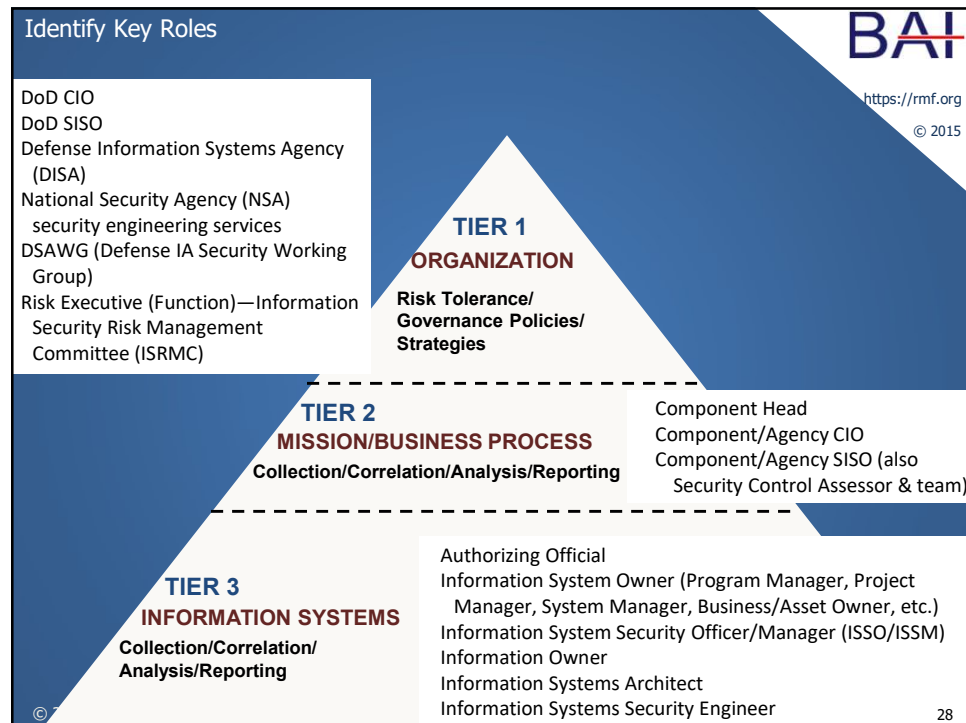 Identify Key Roles
BAI
https://rmf.org
© 2015
DoD CIO
DoD SISO
Defense Information Systems Agency
(DISA)
National Security Agency (NSA)
security engineering services
DSAWG (Defense IA Security Working
Group)
Risk Executive (Function)—Information
Security Risk Management
Committee (ISRMC)
TIER 1
ORGANIZATION
Risk Tolerance/
Governance Policies/
Strategies
TIER 2
MISSION/BUSINESS PROCESS
Collection/Correlation/Analysis/Reporting
Component Head
Component/Agency CIO
Component/Agency SISO (also
Security Control Assessor & team)
TIER 3
INFORMATION SYSTEMS
Collection/Correlation/
Analysis/Reporting
Authorizing Official
Information System Owner (Program Manager, Project
Manager, System Manager, Business/Asset Owner, etc.)
Information System Security Officer/Manager (ISSO/ISSM)
Information Owner
Information Systems Architect
Information Systems Security Engineer
©
28